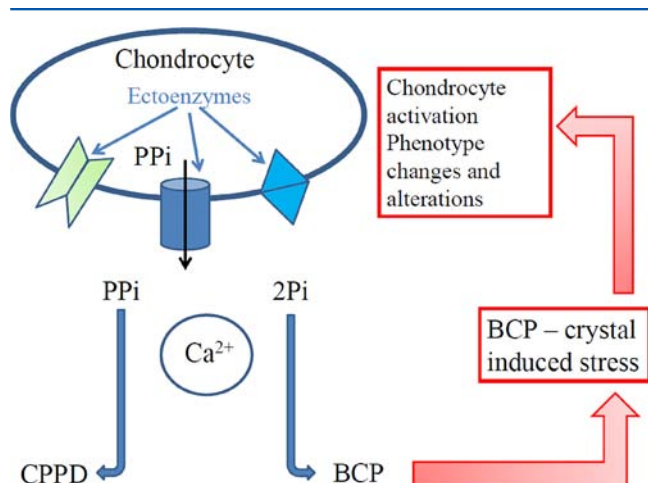 Chondrocyte
Ectoenzymes
PPi
Chondrocyte
activation
Phenotype
changes and
alterations
PPi
2Pi
Ca²⁺
BCP – crystal
induced stress
CPPD
BCP